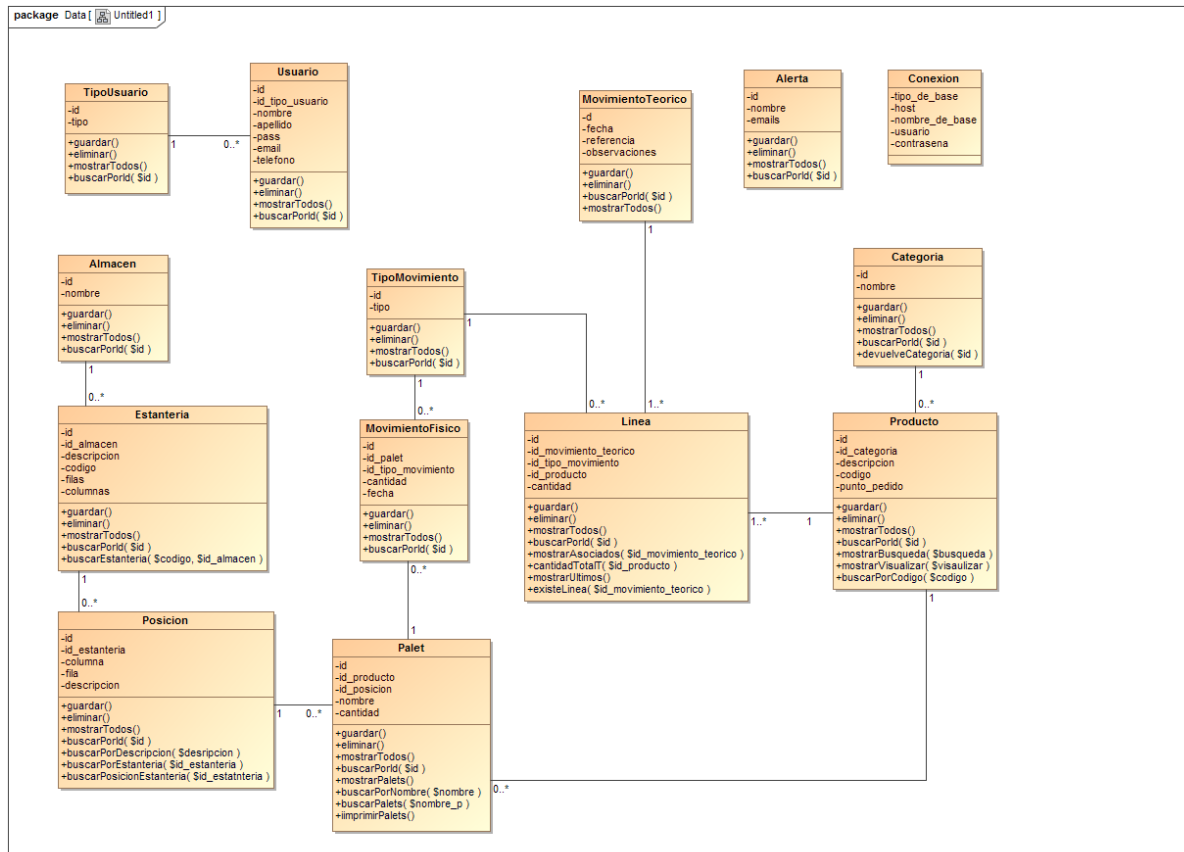 package Data [ Untitled1 ]
TipoUsuario
-id
-tipo
+guardar()
+eliminar()
+mostrarTodos()
+buscarPorId( $id )
1
0..*
Usuario
-id
-id_tipo_usuario
-nombre
-apellido
-pass
-email
-telefono
+guardar()
+eliminar()
+mostrarTodos()
+buscarPorId( $id )
MovimientoTeorico
-d
-fecha
-referencia
-observaciones
+guardar()
+eliminar()
+buscarPorId( $id )
+mostrarTodos()
1
1..*
Alerta
-id
-nombre
-emails
+guardar()
+eliminar()
+mostrarTodos()
+buscarPorId( $id )
Conexion
-tipo_de_base
-host
-nombre_de_base
-usuario
-contrasena
Almacen
-id
-nombre
+guardar()
+eliminar()
+mostrarTodos()
+buscarPorId( $id )
1
0..*
TipoMovimiento
-id
-tipo
+guardar()
+eliminar()
+mostrarTodos()
+buscarPorId( $id )
1
0..*
1
0..*
Categoria
-id
-nombre
+guardar()
+eliminar()
+mostrarTodos()
+buscarPorId( $id )
+devuelveCategoria( $id )
1
0..*
Estanteria
-id
-id_almacen
-descripcion
-codigo
-filas
-columnas
+guardar()
+eliminar()
+mostrarTodos()
+buscarPorId( $id )
+buscarEstanteria( $codigo, $id_almacen )
1
0..*
MovimientoFisico
-id
-id_palet
-id_tipo_movimiento
-cantidad
-fecha
+guardar()
+eliminar()
+mostrarTodos()
+buscarPorId( $id )
0..*
1
Linea
-id
-id_movimiento_teorico
-id_tipo_movimiento
-id_producto
-cantidad
+guardar()
+eliminar()
+mostrarTodos()
+buscarPorId( $id )
+mostrarAsociados( $id_movimiento_teorico )
+cantidadTotalT( $id_producto )
+mostrarUltimos()
+existeLinea( $id_movimiento_teorico )
1..*
1
Producto
-id
-id_categoria
-descripcion
-codigo
-punto_pedido
+guardar()
+eliminar()
+mostrarTodos()
+buscarPorId( $id )
+mostrarBusqueda( $busqueda )
+mostrarVisualizar( $visaulizar )
+buscarPorCodigo( $codigo )
1
0..*
Posicion
-id
-id_estanteria
-columna
-fila
-descripcion
+guardar()
+eliminar()
+mostrarTodos()
+buscarPorId( $id )
+buscarPorDescripcion( $desripcion )
+buscarPorEstanteria( $id_estanteria )
+buscarPosicionEstanteria( $id_estatnteria )
1
0..*
Palet
-id
-id_producto
-id_posicion
-nombre
-cantidad
+guardar()
+eliminar()
+mostrarTodos()
+buscarPorId( $id )
+mostrarPalets()
+buscarPorNombre( $nombre )
+buscarPalets( $nombre_p )
+iimprimirPalets()